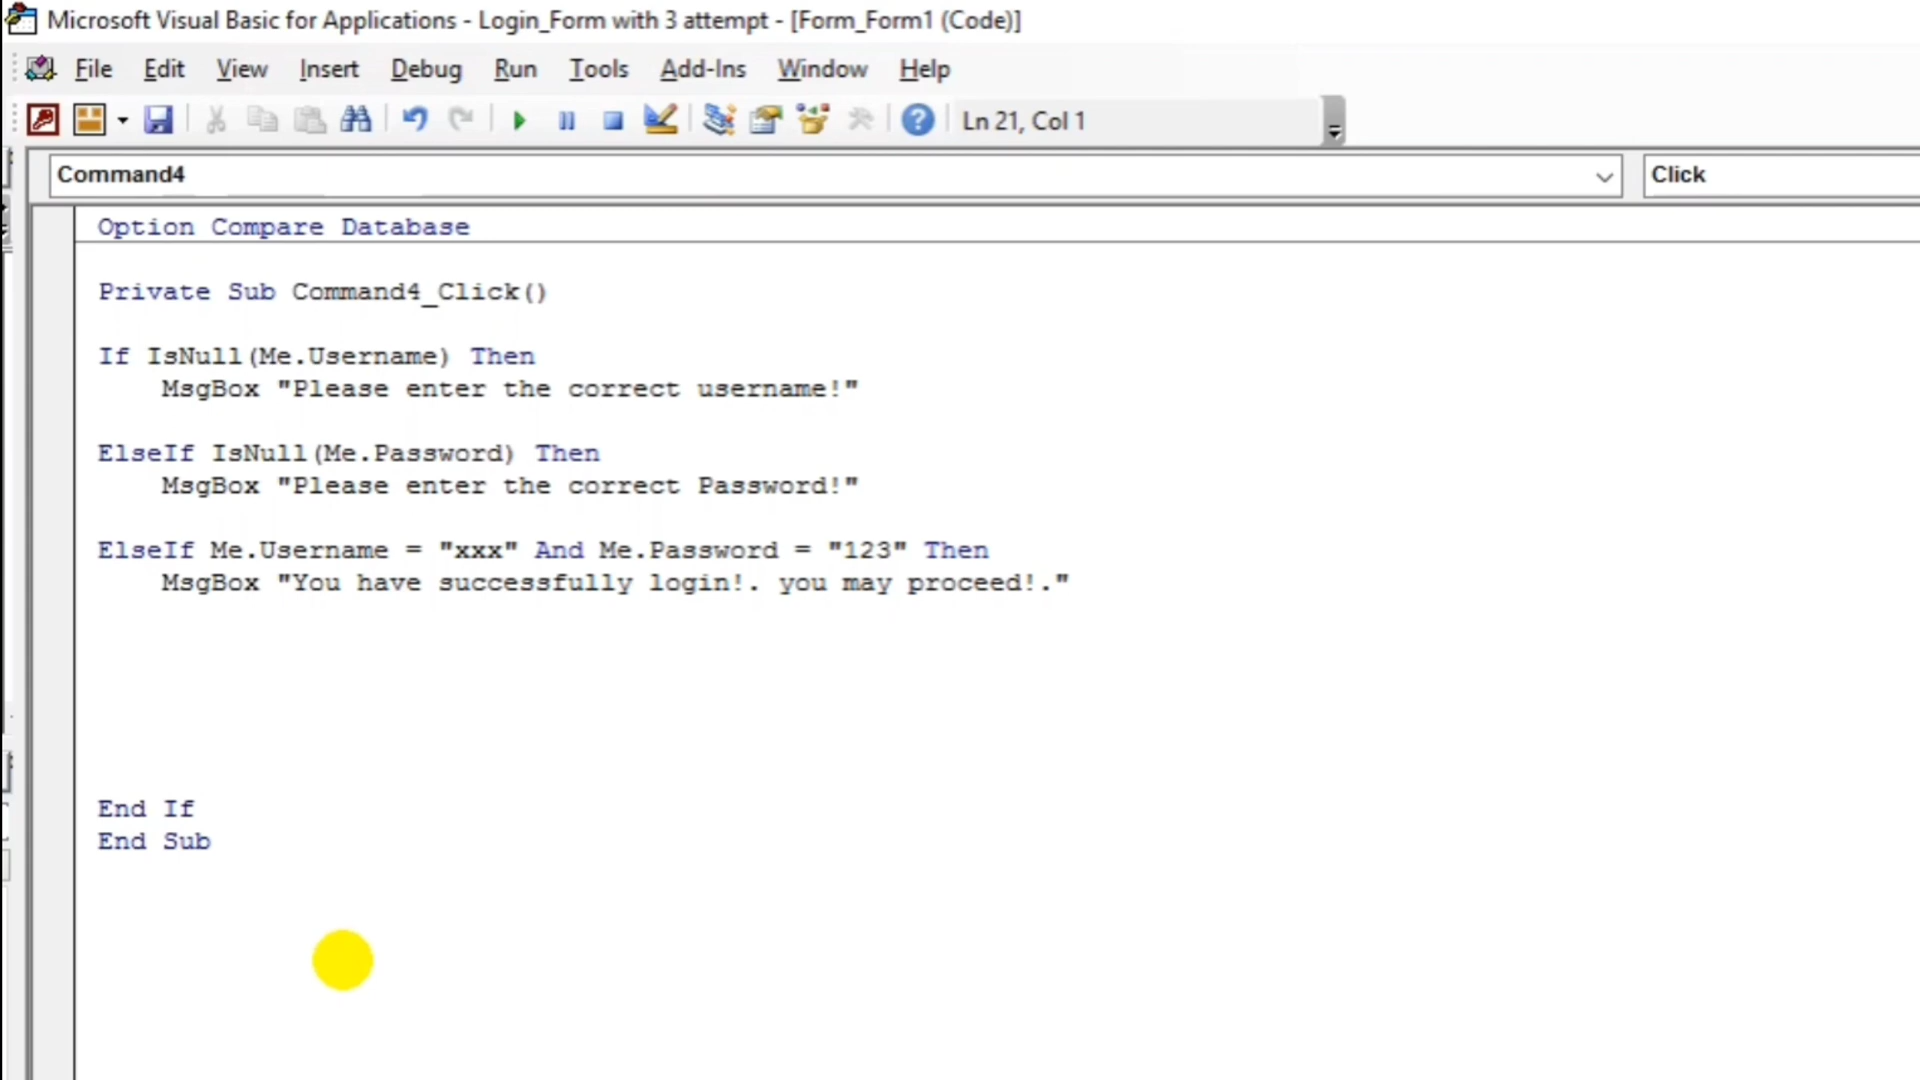 Microsoft Visual Basic for Applications - Login_Form with 3 attempt - [Form_Form1 (Code)]
File Edit View Insert Debug Run Tools Add-Ins Window Help
Ln 21, Col 1
Command4 Click
Option Compare Database
Private Sub Command4_Click()
If IsNull(Me.Username) Then
MsgBox "Please enter the correct username!"
ElseIf IsNull(Me.Password) Then
MsgBox "Please enter the correct Password!"
ElseIf Me.Username = "xxx" And Me.Password = "123" Then
MsgBox "You have successfully login!. you may proceed!."
End If
End Sub